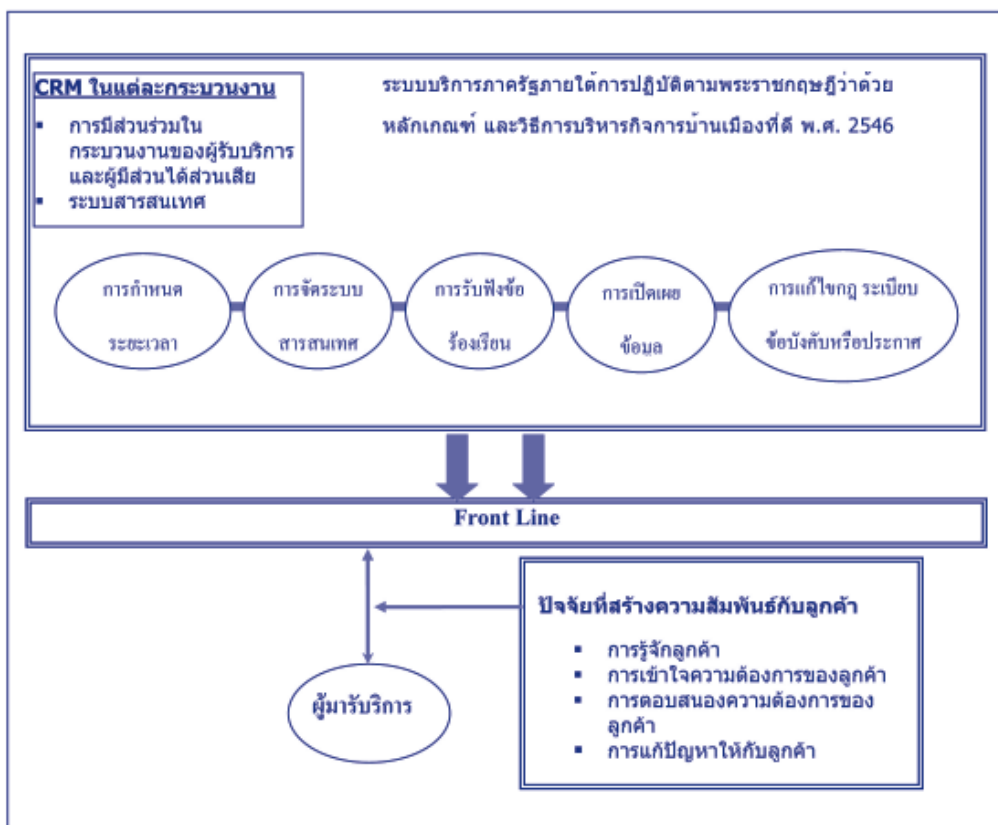 CRM ในแต่ละกระบวนงาน
▪ การมีส่วนร่วมใน
กระบวนงานของผู้รับบริการ
และผู้มีส่วนได้ส่วนเสีย
▪ ระบบสารสนเทศ
ระบบบริการภาครัฐภายใต้การปฏิบัติตามพระราชกฤษฎีว่าด้วย
หลักเกณฑ์ และวิธีการบริหารกิจการบ้านเมืองที่ดี พ.ศ. 2546
การกำหนด
ระยะเวลา
การจัดระบบ
สารสนเทศ
การรับฟังข้อ
ร้องเรียน
การเปิดเผย
ข้อมูล
การแก้ไขกฎ ระเบียบ
ข้อบังคับหรือประกาศ
Front Line
ปัจจัยที่สร้างความสัมพันธ์กับลูกค้า
▪ การรู้จักลูกค้า
▪ การเข้าใจความต้องการของลูกค้า
▪ การตอบสนองความต้องการของ
ลูกค้า
▪ การแก้ปัญหาให้กับลูกค้า
ผู้มารับริการ